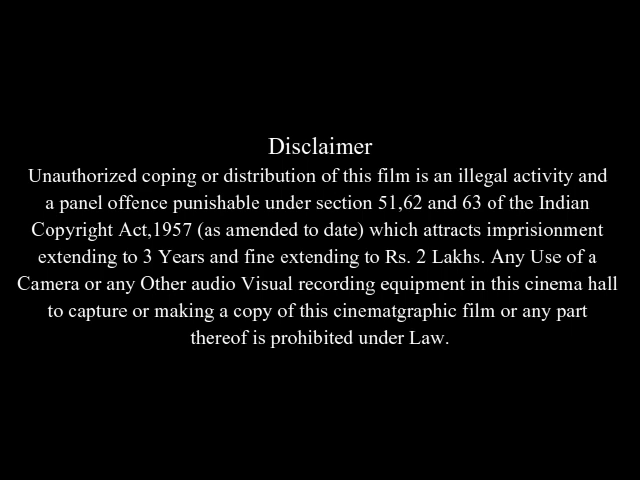 Disclaimer
Unauthorized coping or distribution of this film is an illegal activity and
a panel offence punishable under section 51,62 and 63 of the Indian
Copyright Act,1957 (as amended to date) which attracts imprisionment
extending to 3 Years and fine extending to Rs. 2 Lakhs. Any Use of a
Camera or any Other audio Visual recording equipment in this cinema hall
to capture or making a copy of this cinematgraphic film or any part
thereof is prohibited under Law.